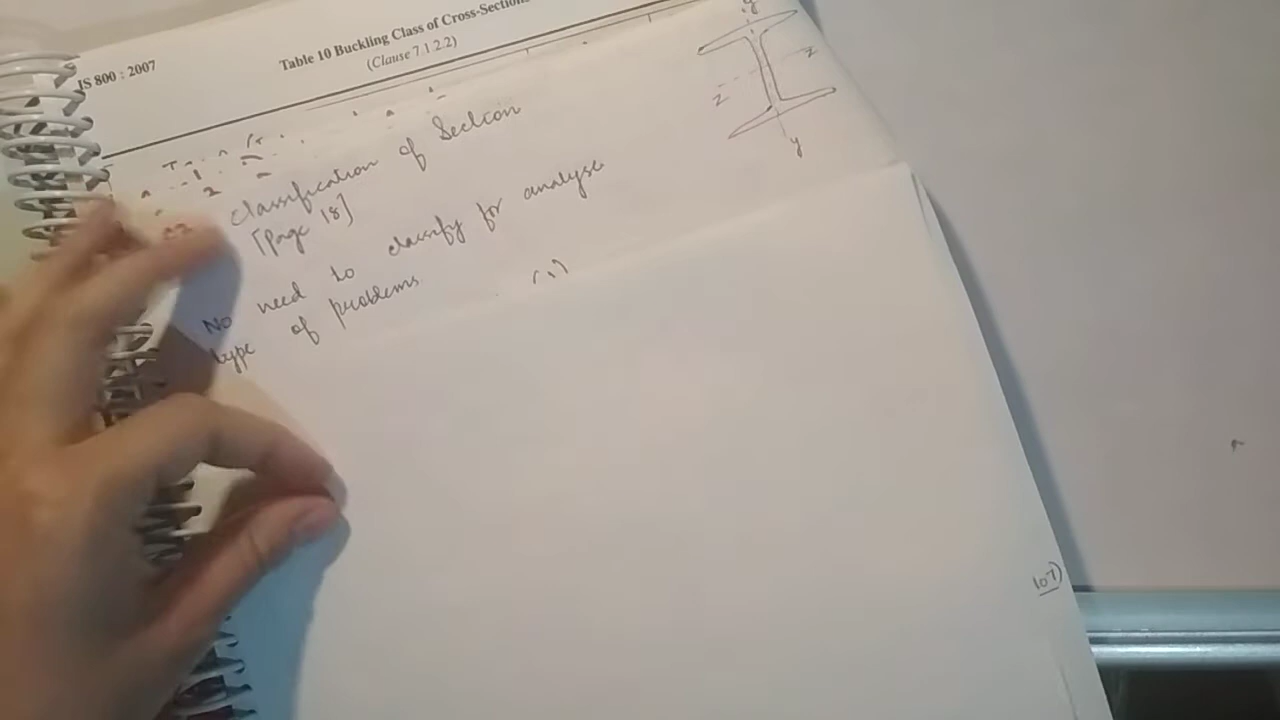 Table 10 Buckling Class of Cross-Sections
(Clause 7.1.2.2)
IS 800 : 2007
y
z
z
y
classification of Section
[page 18]
No need to classify for analyse
type of problems
107)